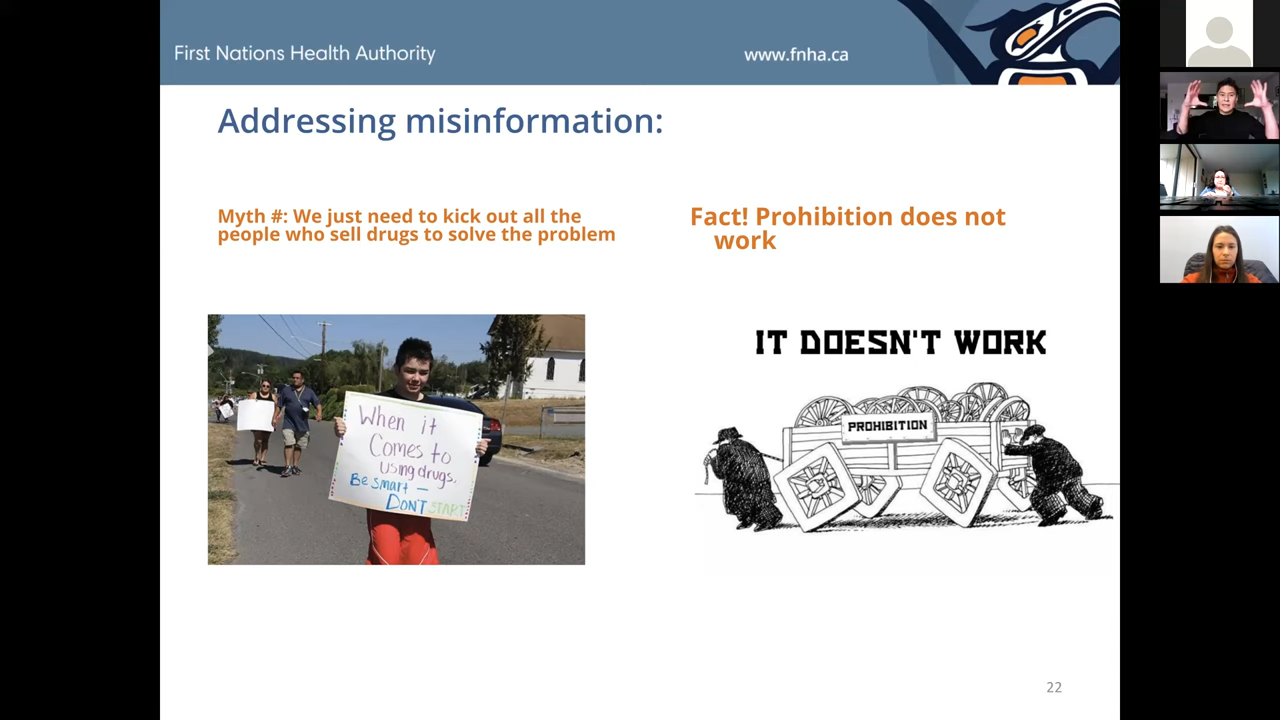 First Nations Health Authority
www.fnha.ca
Addressing misinformation:
Myth #: We just need to kick out all the
people who sell drugs to solve the problem
Fact! Prohibition does not
work
When it
Comes to
using drugs.
Be smart —
DON'T START
IT DOESN'T WORK
PROHIBITION
22